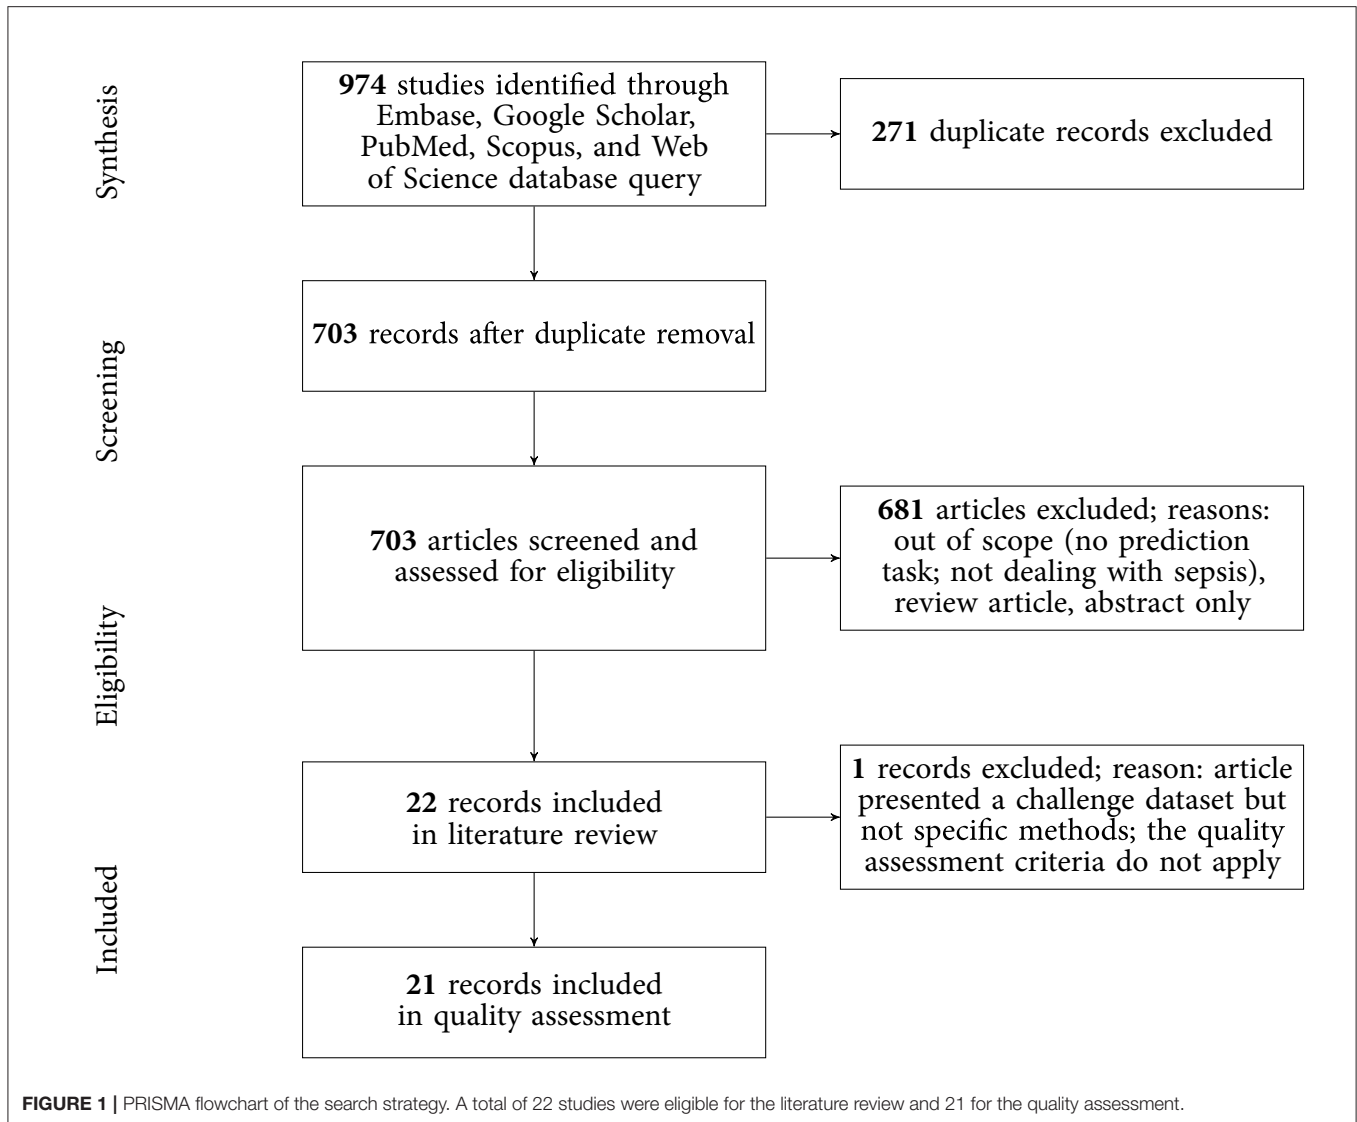 Synthesis
974 studies identified through
Embase, Google Scholar,
PubMed, Scopus, and Web
of Science database query
271 duplicate records excluded
Screening
703 records after duplicate removal
703 articles screened and
assessed for eligibility
681 articles excluded; reasons:
out of scope (no prediction
task; not dealing with sepsis),
review article, abstract only
Eligibility
22 records included
in literature review
1 records excluded; reason: article
presented a challenge dataset but
not specific methods; the quality
assessment criteria do not apply
Included
21 records included
in quality assessment
FIGURE 1 | PRISMA flowchart of the search strategy. A total of 22 studies were eligible for the literature review and 21 for the quality assessment.